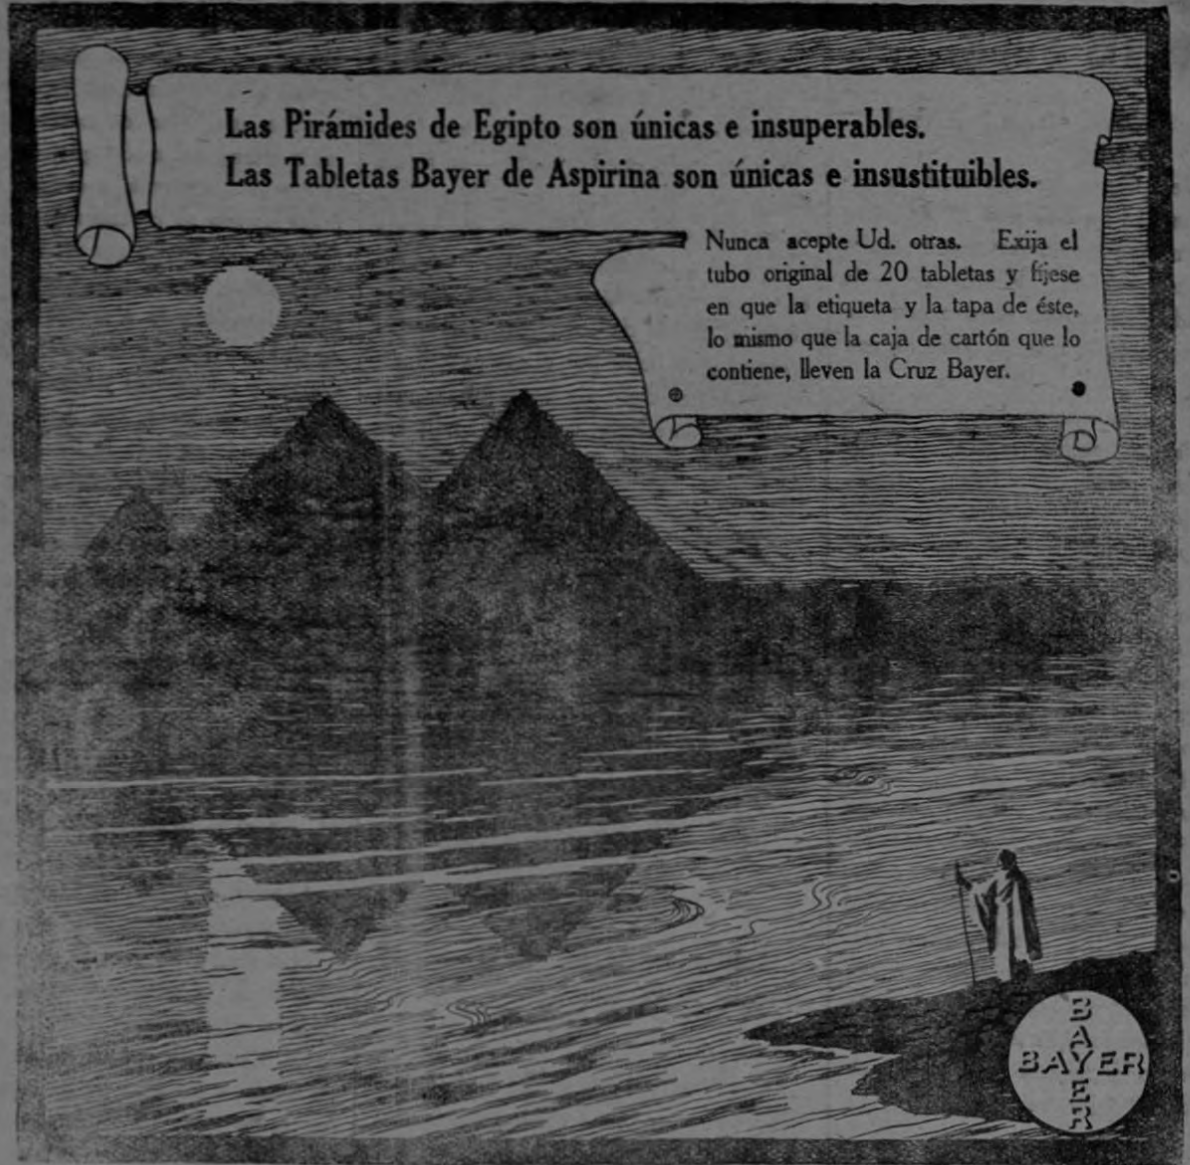 Las Pirámides de Egipto son únicas e insuperables.
Las Tabletas Bayer de Aspirina son únicas e insustituibles.
Nunca acepte Ud. otras. Exija el
tubo original de 20 tabletas y fíjese
en que la etiqueta y la tapa de éste,
lo mismo que la caja de cartón que lo
contiene, lleven la Cruz Bayer.
BAYER
BAYER